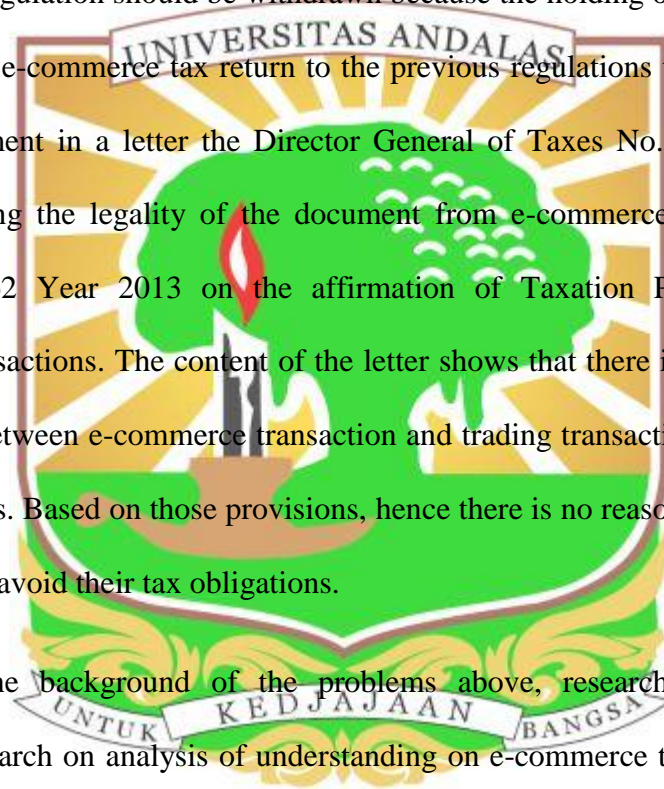 gulation should be withdrawn because the holding o
UNIVERSITAS ANDALAS
e-commerce tax return to the previous regulations
ment in a letter the Director General of Taxes No.
ng the legality of the document from e-commerce
2 Year 2013 on the affirmation of Taxation
sactions. The content of the letter shows that there i
etween e-commerce transaction and trading transacti
s. Based on those provisions, hence there is no reaso
avoid their tax obligations.
he background of the problems above, research
UNTUK KEDJAJAAN BANGSA
earch on analysis of understanding on e-commerce t